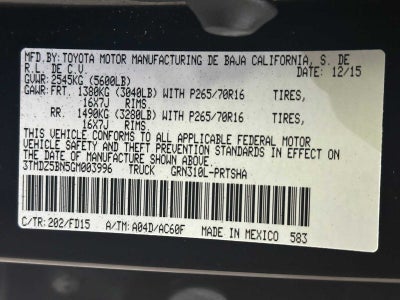 MFD.BY: TOYOTA MOTOR MANUFACTURING DE BAJA CALIFORNIA, S. DE
R.L. DE C.V. DATE: 12/15
GVWR: 2545KG (5600LB)
GAWR: FRT. 1380KG (3040LB) WITH P265/70R16 TIRES,
16X7J RIMS.
RR. 1490KG (3280LB) WITH P265/70R16 TIRES,
16X7J RIMS.
THIS VEHICLE CONFORMS TO ALL APPLICABLE FEDERAL MOTOR
VEHICLE SAFETY AND THEFT PREVENTION STANDARDS IN EFFECT ON
THE DATE OF MANUFACTURE SHOWN ABOVE.
3TMDZ5BN5GM003996 TRUCK GRN310L-PRTSHA
C/TR: 202/FD15 A/TM: A04D/AC60F MADE IN MEXICO 583